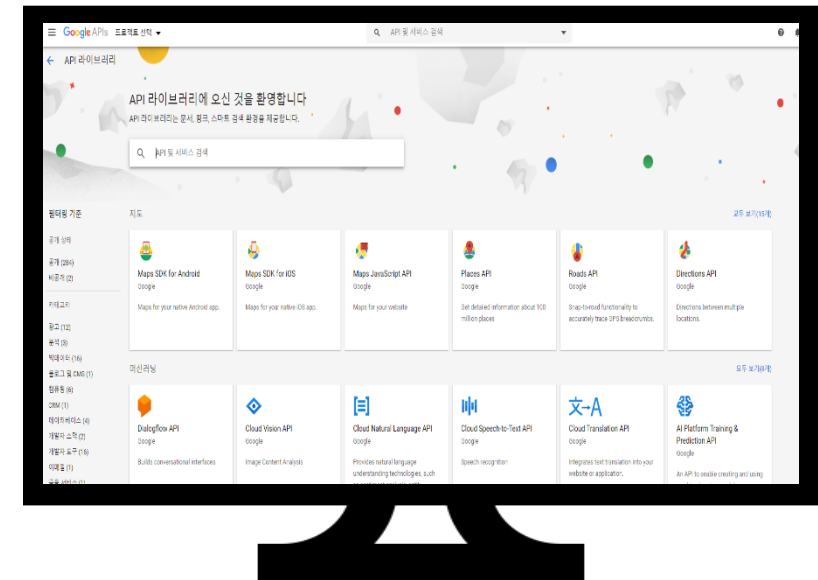 Google APIs 프로젝트 선택
API 및 서비스 검색
API 라이브러리
API 라이브러리에 오신 것을 환영합니다
API 라이브러리는 문서, 링크, 스마트 검색 환경을 제공합니다.
API 및 서비스 검색
필터링 기준
지도
모두 보기(15개)
공개 상태
공개 (284)
비공개 (2)
카테고리
광고 (12)
분석 (3)
빅데이터 (16)
블로그 및 CMS (1)
컴퓨팅 (6)
CRM (1)
데이터베이스 (4)
개발자 소적 (2)
개발자 도구 (16)
이메일 (1)
금융 서비스 (1)
Maps SDK for Android
Google
Maps for your native Android app.
Maps SDK for iOS
Google
Maps for your native iOS app.
Maps JavaScript API
Google
Maps for your website
Places API
Google
Get detailed information about 100
million places
Roads API
Google
Snap-to-road functionality to
accurately trace GPS breadcrumbs.
Directions API
Google
Directions between multiple
locations.
머신러닝
모두 보기(8개)
Dialogflow API
Google
Builds conversational interfaces
Cloud Vision API
Google
Image Content Analysis
Cloud Natural Language API
Google
Provides natural language
understanding technologies, such
Cloud Speech-to-Text API
Google
Speech recognition
Cloud Translation API
Google
Integrates text translation into your
website or application.
AI Platform Training &
Prediction API
Google
An API to enable creating and using